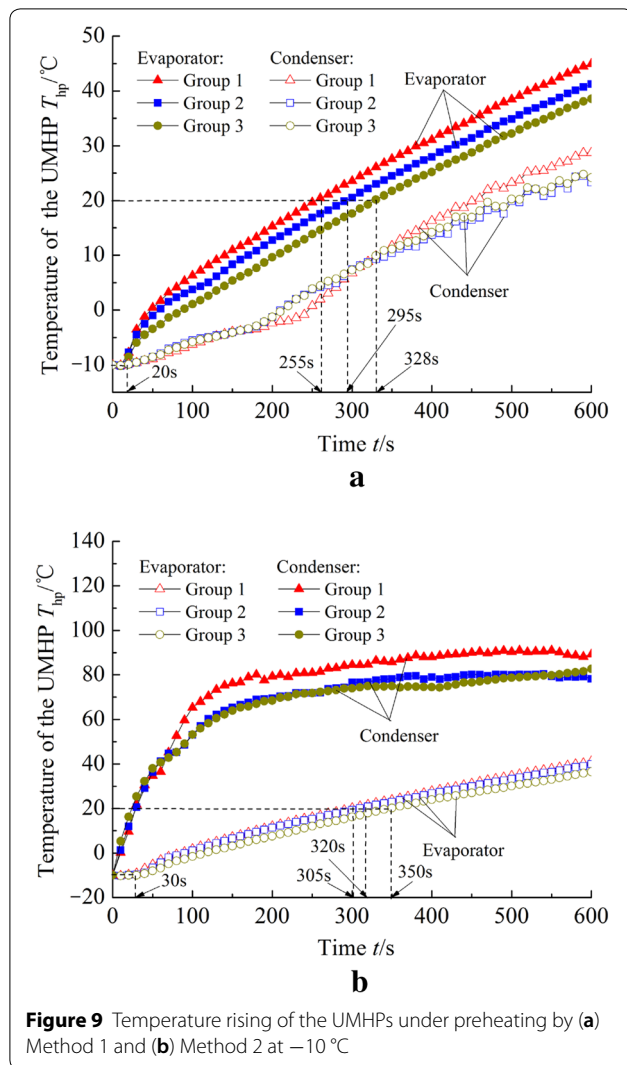 Temperature of the UMHP Thp/℃
50
40
30
20
10
0
−10
Evaporator: Condenser:
Group 1 Group 1
Group 2 Group 2
Group 3 Group 3
Evaporator
Condenser
20s
255s
295s
328s
0 100 200 300 400 500 600
Time t/s
a
Temperature of the UMHP Thp/℃
140
120
100
80
60
40
20
0
−20
Evaporator: Condenser:
Group 1 Group 1
Group 2 Group 2
Group 3 Group 3
Condenser
Evaporator
30s
305s
320s
350s
0 100 200 300 400 500 600
Time t/s
b
Figure 9 Temperature rising of the UMHPs under preheating by (a)
Method 1 and (b) Method 2 at −10 °C